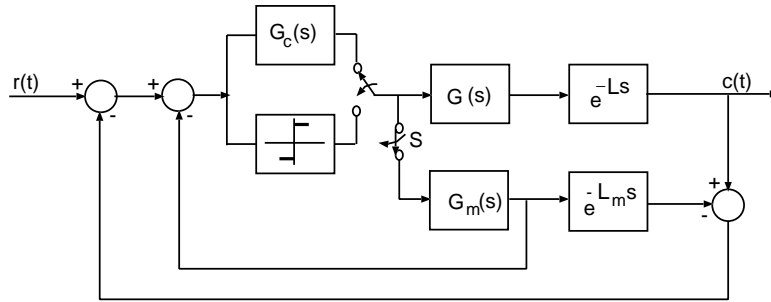 G_c(s)
r(t)
+
-
+
-
G (s)
e^-Ls
c(t)
S
G_m(s)
e^-L_m s
+
-